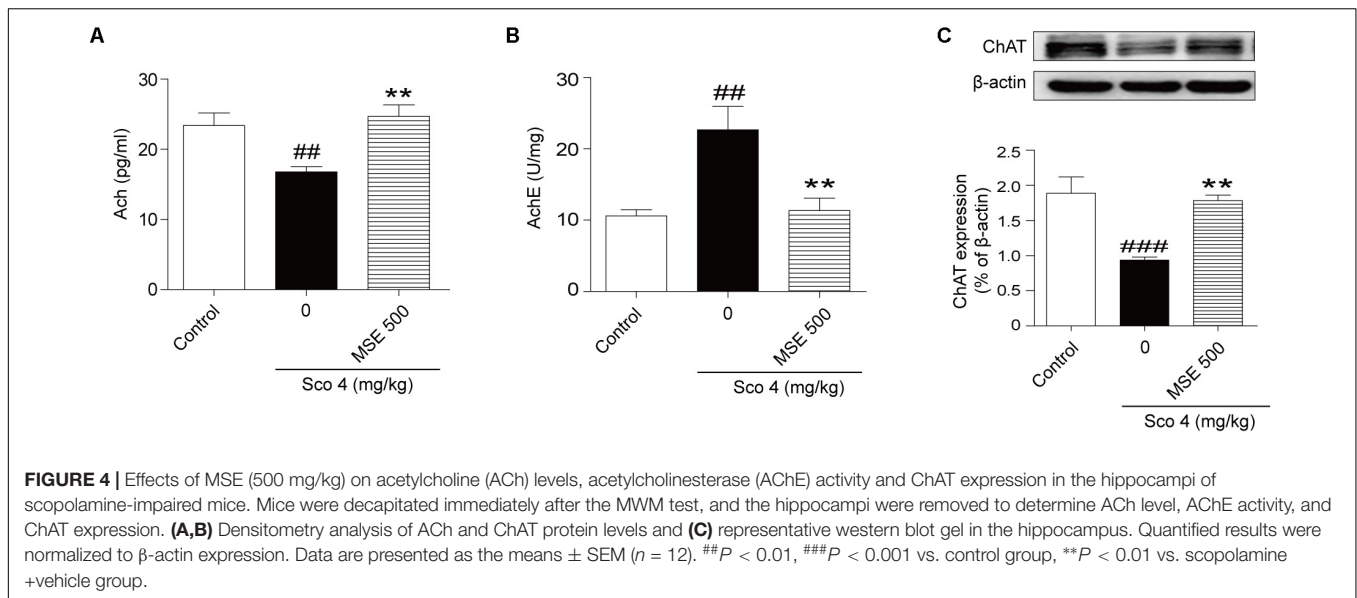 A
Ach (pg/ml)
30
20
10
0
##
**
Control
0
MSE 500
Sco 4 (mg/kg)
B
AchE (U/mg)
30
20
10
0
##
**
Control
0
MSE 500
Sco 4 (mg/kg)
C
ChAT
β-actin
ChAT expression
(% of β-actin)
2.5
2.0
1.5
1.0
0.5
0
###
**
Control
0
MSE 500
Sco 4 (mg/kg)
FIGURE 4 | Effects of MSE (500 mg/kg) on acetylcholine (ACh) levels, acetylcholinesterase (AChE) activity and ChAT expression in the hippocampi of
scopolamine-impaired mice. Mice were decapitated immediately after the MWM test, and the hippocampi were removed to determine ACh level, AChE activity, and
ChAT expression. (A,B) Densitometry analysis of ACh and ChAT protein levels and (C) representative western blot gel in the hippocampus. Quantified results were
normalized to β-actin expression. Data are presented as the means ± SEM (n = 12). ##P < 0.01, ###P < 0.001 vs. control group, **P < 0.01 vs. scopolamine
+vehicle group.